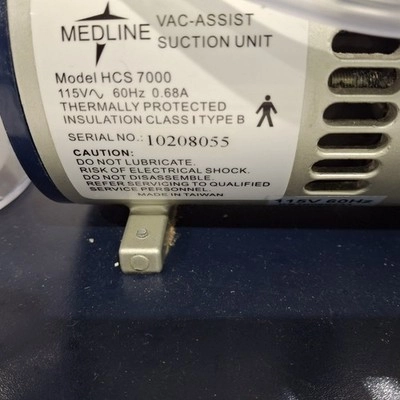 MEDLINE
VAC-ASSIST
SUCTION UNIT
Model HCS 7000
115V∿ 60Hz 0.68A
THERMALLY PROTECTED
INSULATION CLASS I TYPE B
SERIAL NO.: 10208055
CAUTION:
DO NOT LUBRICATE.
RISK OF ELECTRICAL SHOCK.
DO NOT DISASSEMBLE.
REFER SERVICING TO QUALIFIED
SERVICE PERSONNEL.
MADE IN TAIWAN
115V 60Hz